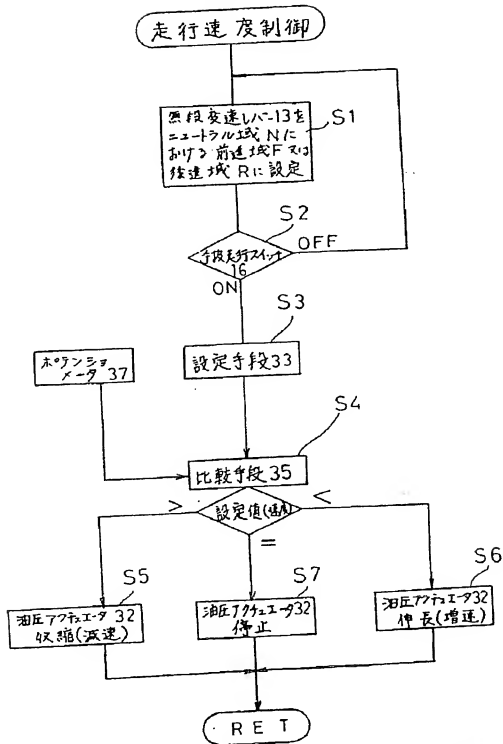 走行速度制御
無段変速レバー13を
ニュートラル域Nに
おける前進域F又は
後進域Rに設定
S1
S2
OFF
手扱走行スイッチ
16
ON
S3
設定手段33
ポテンショ
メータ 37
S4
比較手段35
> 設定値(速度) <
=
S5
S7
S6
油圧アクチュエータ32
収縮(減速)
油圧アクチュエータ32
停止
油圧アクチュエータ32
伸長(増速)
RET